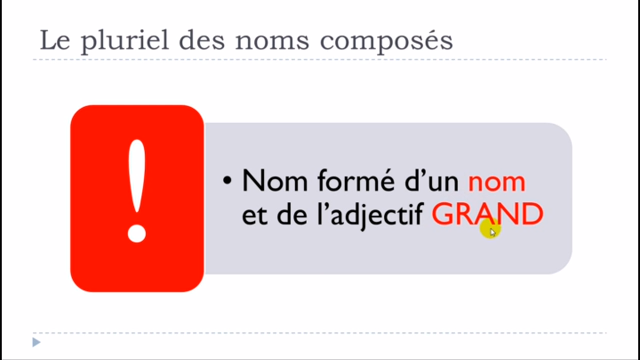 Le pluriel des noms composés
!
• Nom formé d'un nom
et de l'adjectif GRAND